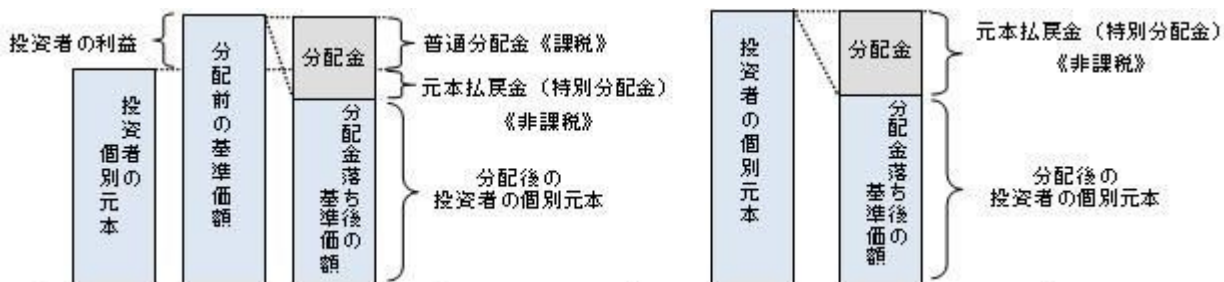 投資者の利益
投資者の
個別元本
分配前の基準価額
分配金
分配金落ち後の
基準価額
普通分配金《課税》
元本払戻金（特別分配金）
《非課税》
分配後の
投資者の個別元本
投資者の個別元本
分配金
分配金落ち後の
基準価額
元本払戻金（特別分配金）
《非課税》
分配後の
投資者の個別元本